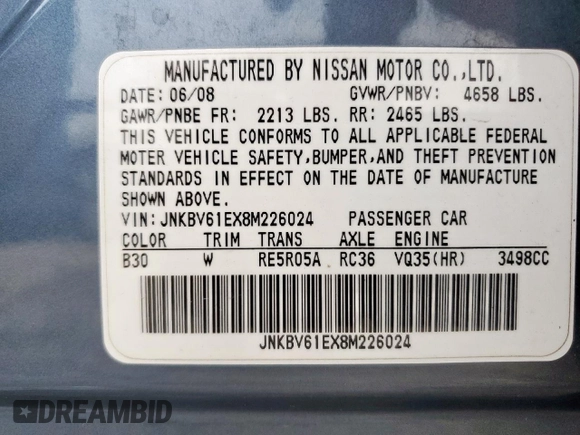 MANUFACTURED BY NISSAN MOTOR CO.,LTD.
DATE: 06/08 GVWR/PNBV: 4658 LBS.
GAWR/PNBE FR: 2213 LBS. RR: 2465 LBS.
THIS VEHICLE CONFORMS TO ALL APPLICABLE FEDERAL
MOTOR VEHICLE SAFETY,BUMPER,AND THEFT PREVENTION
STANDARDS IN EFFECT ON THE DATE OF MANUFACTURE
SHOWN ABOVE.
VIN: JNKBV61EX8M226024 PASSENGER CAR
COLOR TRIM TRANS AXLE ENGINE
B30 W RE5R05A RC36 VQ35(HR) 3498CC
JNKBV61EX8M226024
DREAMBID